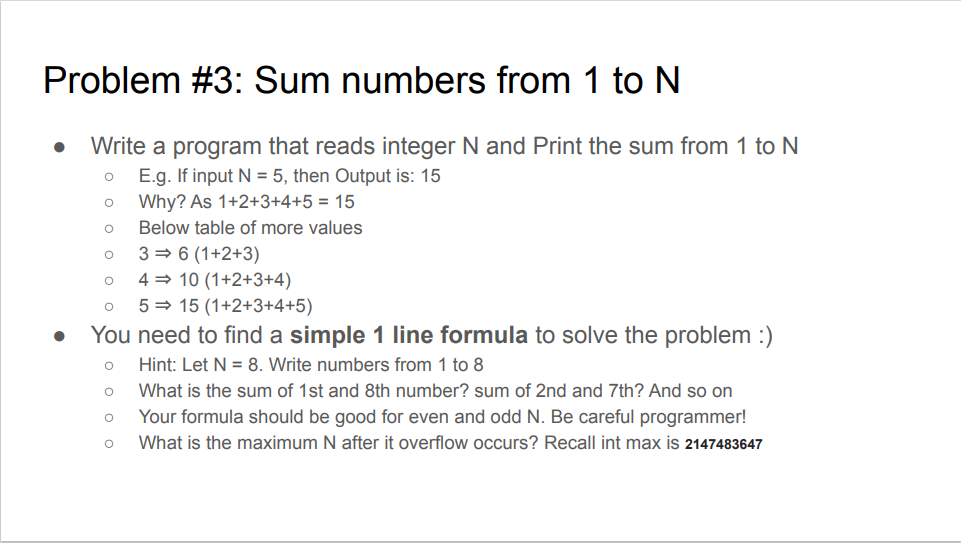 Problem #3: Sum numbers from 1 to N
● Write a program that reads integer N and Print the sum from 1 to N
○ E.g. If input N = 5, then Output is: 15
○ Why? As 1+2+3+4+5 = 15
○ Below table of more values
○ 3 ⇒ 6 (1+2+3)
○ 4 ⇒ 10 (1+2+3+4)
○ 5 ⇒ 15 (1+2+3+4+5)
● You need to find a simple 1 line formula to solve the problem :)
○ Hint: Let N = 8. Write numbers from 1 to 8
○ What is the sum of 1st and 8th number? sum of 2nd and 7th? And so on
○ Your formula should be good for even and odd N. Be careful programmer!
○ What is the maximum N after it overflow occurs? Recall int max is 2147483647